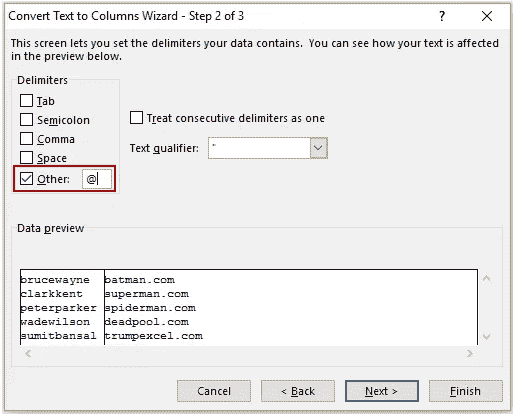 Convert Text to Columns Wizard - Step 2 of 3
?
This screen lets you set the delimiters your data contains.  You can see how your text is affected
in the preview below.
Delimiters
Tab
Semicolon
Comma
Space
Other: @
Treat consecutive delimiters as one
Text qualifier: "
Data preview
brucewayne batman.com
clarkkent superman.com
peterparker spiderman.com
wadewilson deadpool.com
sumitbansal trumpexcel.com
Cancel < Back Next > Finish